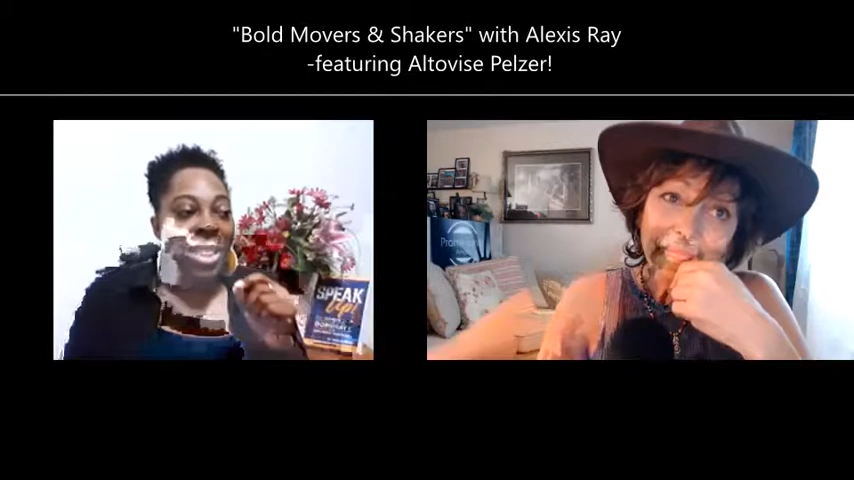 "Bold Movers & Shakers" with Alexis Ray
-featuring Altovise Pelzer!
SPEAK
Up!